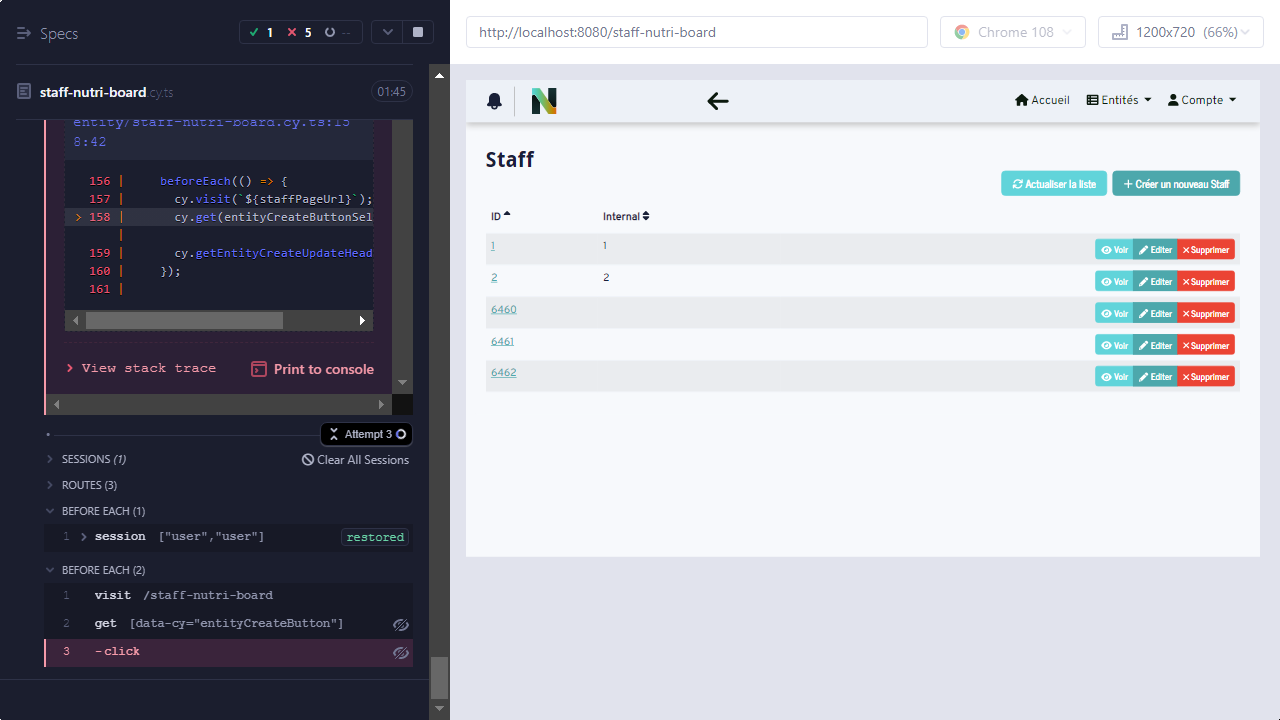 Specs
1
5
--
staff-nutri-board.cy.ts
01:45
entity/staff-nutri-board.cy.ts:15
8:42
156 | beforeEach(() => {
157 | cy.visit(`${staffPageUrl}`);
> 158 | cy.get(entityCreateButtonSel
|
159 | cy.getEntityCreateUpdateHead
160 | });
161 |
View stack trace
Print to console
Attempt 3
SESSIONS (1)
Clear All Sessions
ROUTES (3)
BEFORE EACH (1)
1 session ["user","user"] restored
BEFORE EACH (2)
1 visit /staff-nutri-board
2 get [data-cy="entityCreateButton"]
3 -click
http://localhost:8080/staff-nutri-board
Chrome 108
1200x720 (66%)
N
Accueil
Entités
Compte
Staff
Actualiser la liste
Créer un nouveau Staff
ID
Internal
1 1 Voir Editer Supprimer
2 2 Voir Editer Supprimer
6460 Voir Editer Supprimer
6461 Voir Editer Supprimer
6462 Voir Editer Supprimer